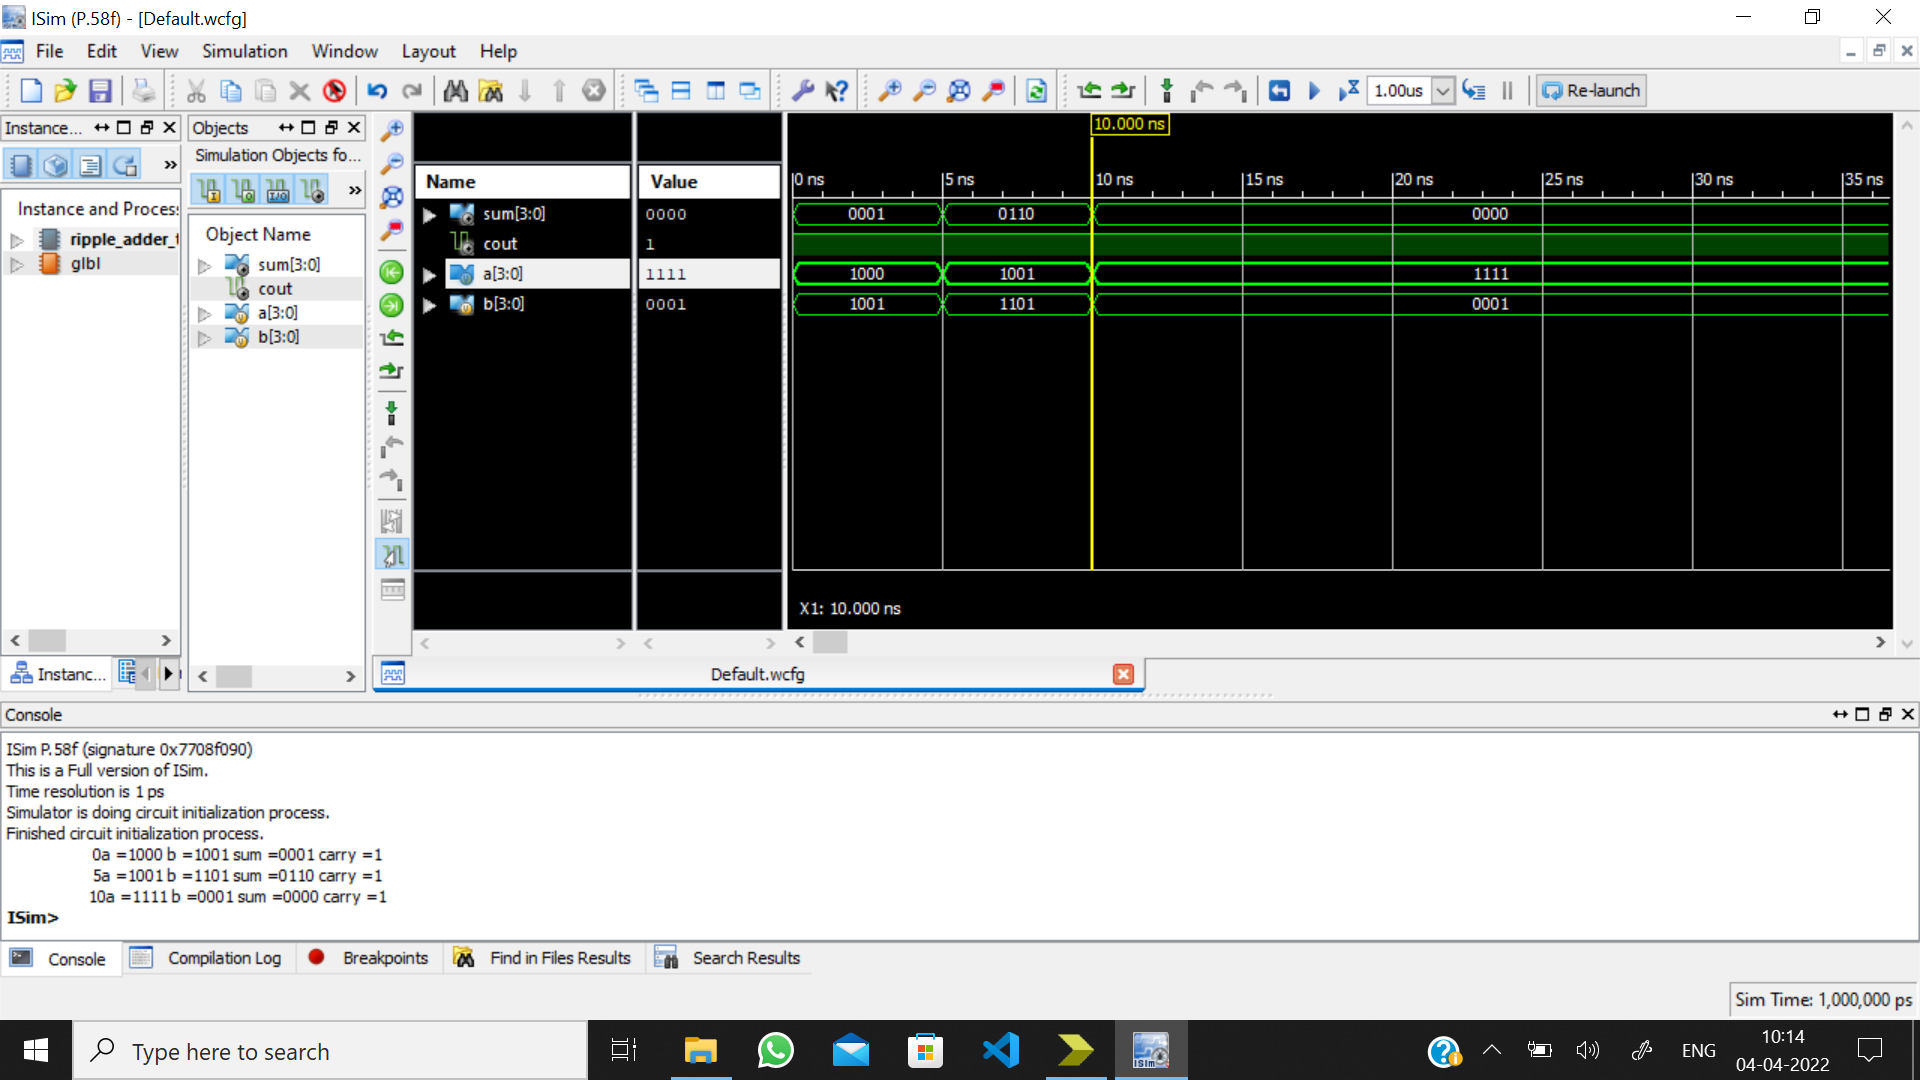 ISim (P.58f) - [Default.wcfg]
File Edit View Simulation Window Layout Help
1.00us
Re-launch
Instance...
Objects
Simulation Objects fo...
Instance and Proces
ripple_adder_
glbl
Object Name
sum[3:0]
cout
a[3:0]
b[3:0]
Name Value
sum[3:0] 0000
cout 1
a[3:0] 1111
b[3:0] 0001
10.000 ns
0 ns 5 ns 10 ns 15 ns 20 ns 25 ns 30 ns 35 ns
0001 0110 0000
1000 1001 1111
1001 1101 0001
X1: 10.000 ns
Instanc...
Default.wcfg
Console
ISim P.58f (signature 0x7708f090)
This is a Full version of ISim.
Time resolution is 1 ps
Simulator is doing circuit initialization process.
Finished circuit initialization process.
0a =1000 b =1001 sum =0001 carry =1
5a =1001 b =1101 sum =0110 carry =1
10a =1111 b =0001 sum =0000 carry =1
ISim>
Console Compilation Log Breakpoints Find in Files Results Search Results
Sim Time: 1,000,000 ps
Type here to search
ISim
ENG
10:14
04-04-2022